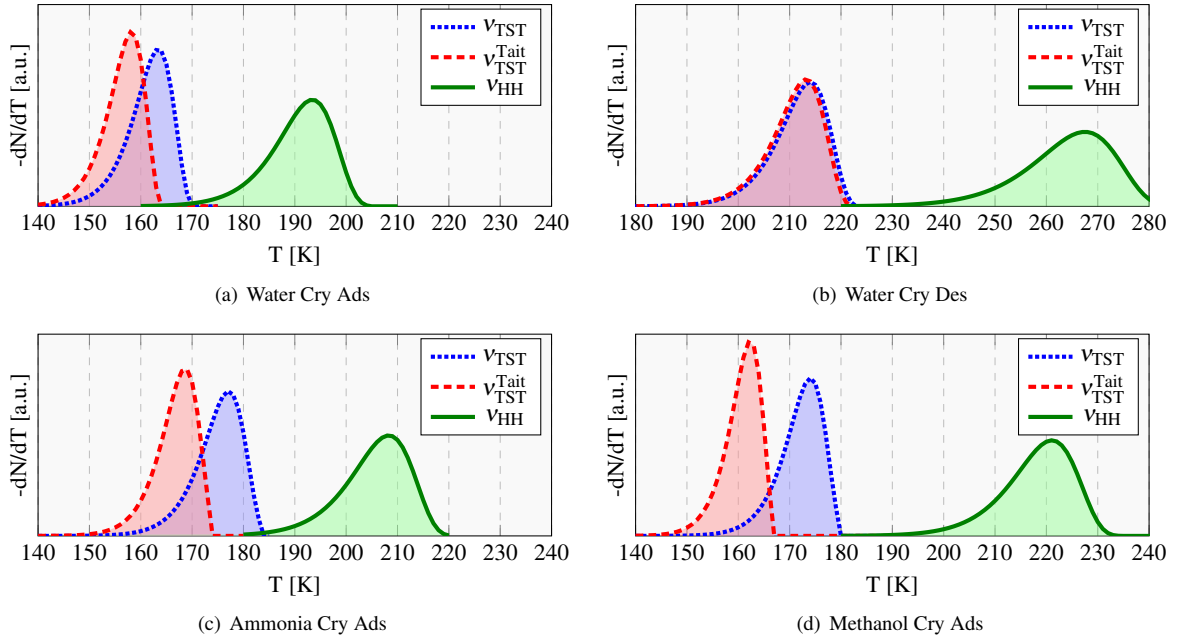 -dN/dT [a.u.]
ν_TST
ν_TST^Tait
ν_HH
140 150 160 170 180 190 200 210 220 230 240
T [K]
(a) Water Cry Ads
-dN/dT [a.u.]
ν_TST
ν_TST^Tait
ν_HH
180 190 200 210 220 230 240 250 260 270 280
T [K]
(b) Water Cry Des
-dN/dT [a.u.]
ν_TST
ν_TST^Tait
ν_HH
140 150 160 170 180 190 200 210 220 230 240
T [K]
(c) Ammonia Cry Ads
-dN/dT [a.u.]
ν_TST
ν_TST^Tait
ν_HH
140 150 160 170 180 190 200 210 220 230 240
T [K]
(d) Methanol Cry Ads